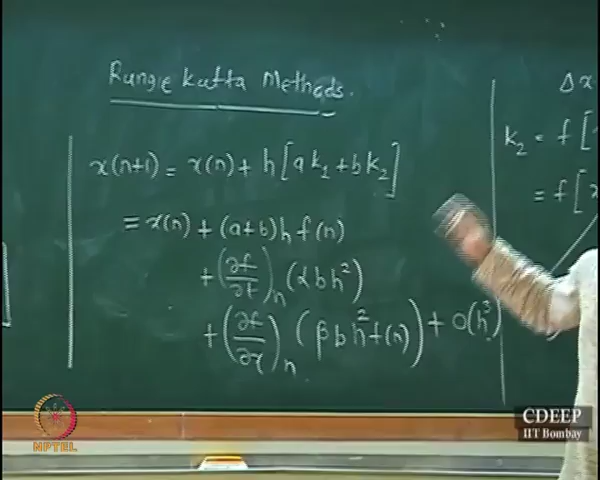 Runge Kutta Methods.
x(n+1) = x(n) + h[a k₁ + b k₂]
= x(n) + (a+b) h f(n)
+ (∂f/∂t)ₙ (α b h²)
+ (∂f/∂x)ₙ (β b h² f(n)) + O(h³)
Δx
k₂ = f[
= f[x
NPTEL
CDEEP
IIT Bombay